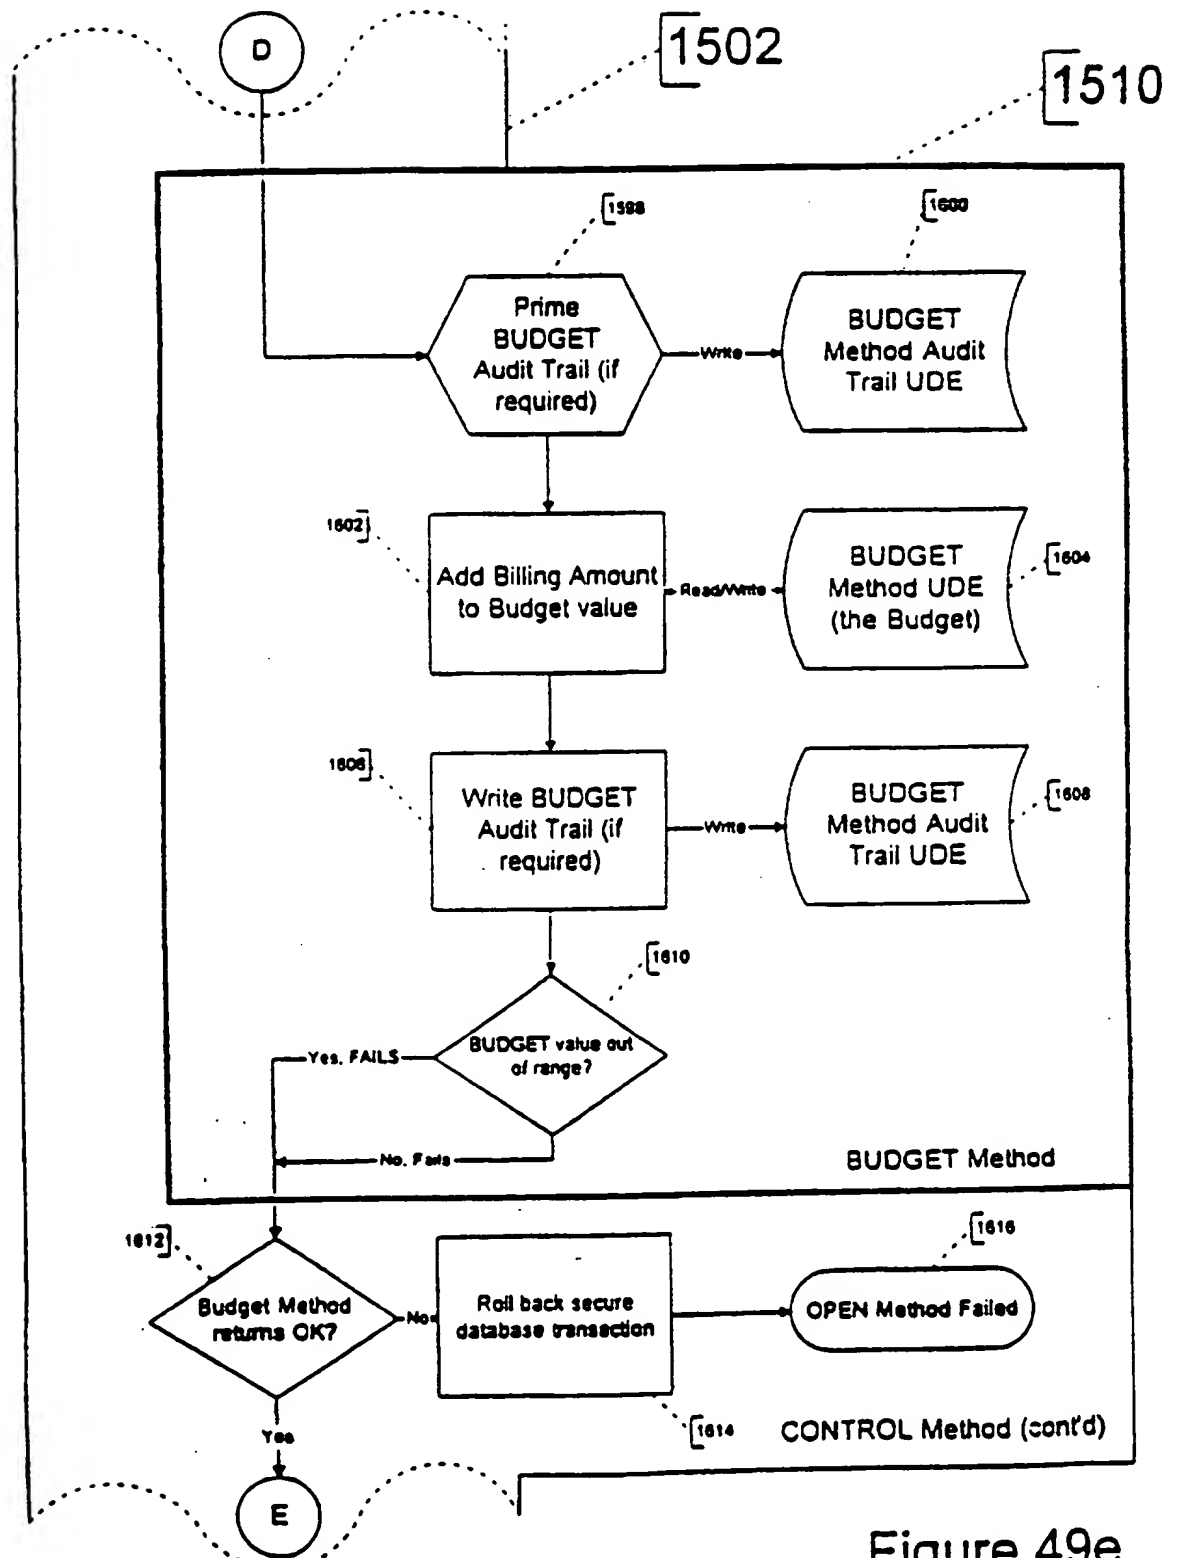 D
1502
1510
1598
1600
Prime
BUDGET
Audit Trail (if
required)
Write
BUDGET
Method Audit
Trail UDE
1602
Add Billing Amount
to Budget value
Read/Write
BUDGET
Method UDE
(the Budget)
1604
1606
Write BUDGET
Audit Trail (if
required)
Write
BUDGET
Method Audit
Trail UDE
1608
1610
BUDGET value out
of range?
Yes, FAILS
No, Fails
BUDGET Method
1612
Budget Method
returns OK?
No
Roll back secure
database transaction
1616
OPEN Method Failed
1614
CONTROL Method (cont'd)
Yes
E
Figure 49e